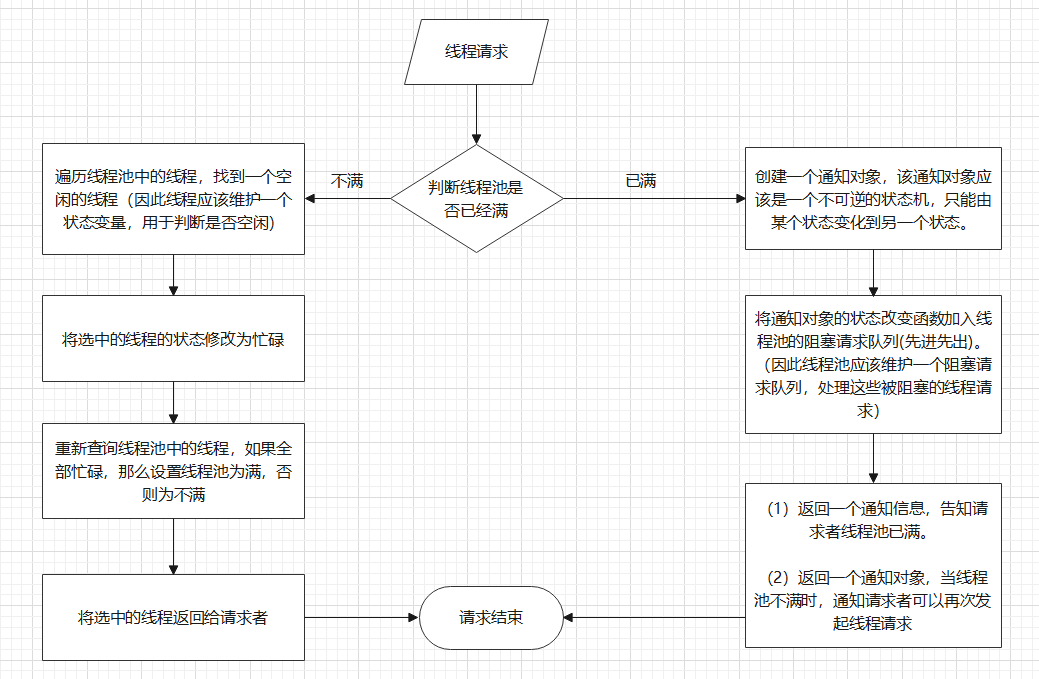 线程请求
判断线程池是
否已经满
不满
已满
遍历线程池中的线程，找到一个空
闲的线程（因此线程应该维护一个
状态变量，用于判断是否空闲)
将选中的线程的状态修改为忙碌
重新查询线程池中的线程，如果全
部忙碌，那么设置线程池为满，否
则为不满
将选中的线程返回给请求者
创建一个通知对象，该通知对象应
该是一个不可逆的状态机，只能由
某个状态变化到另一个状态。
将通知对象的状态改变函数加入线
程池的阻塞请求队列(先进先出)。
（因此线程池应该维护一个阻塞请
求队列，处理这些被阻塞的线程请
求）
（1）返回一个通知信息，告知请
求者线程池已满。
（2）返回一个通知对象，当线程
池不满时，通知请求者可以再次发
起线程请求
请求结束